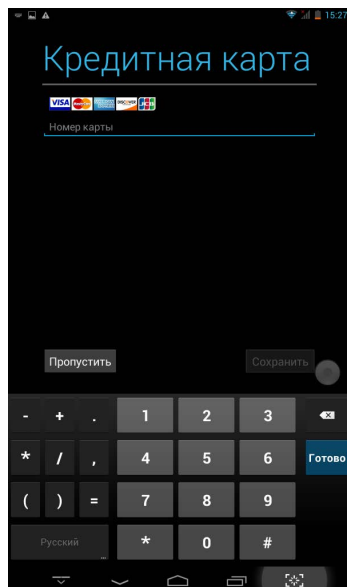 15:27
Кредитная карта
VISA MasterCard DISCOVER JCB
Номер карты
Пропустить Сохранить
- + . 1 2 3
* / , 4 5 6 Готово
( ) = 7 8 9
Русский ... * 0 #